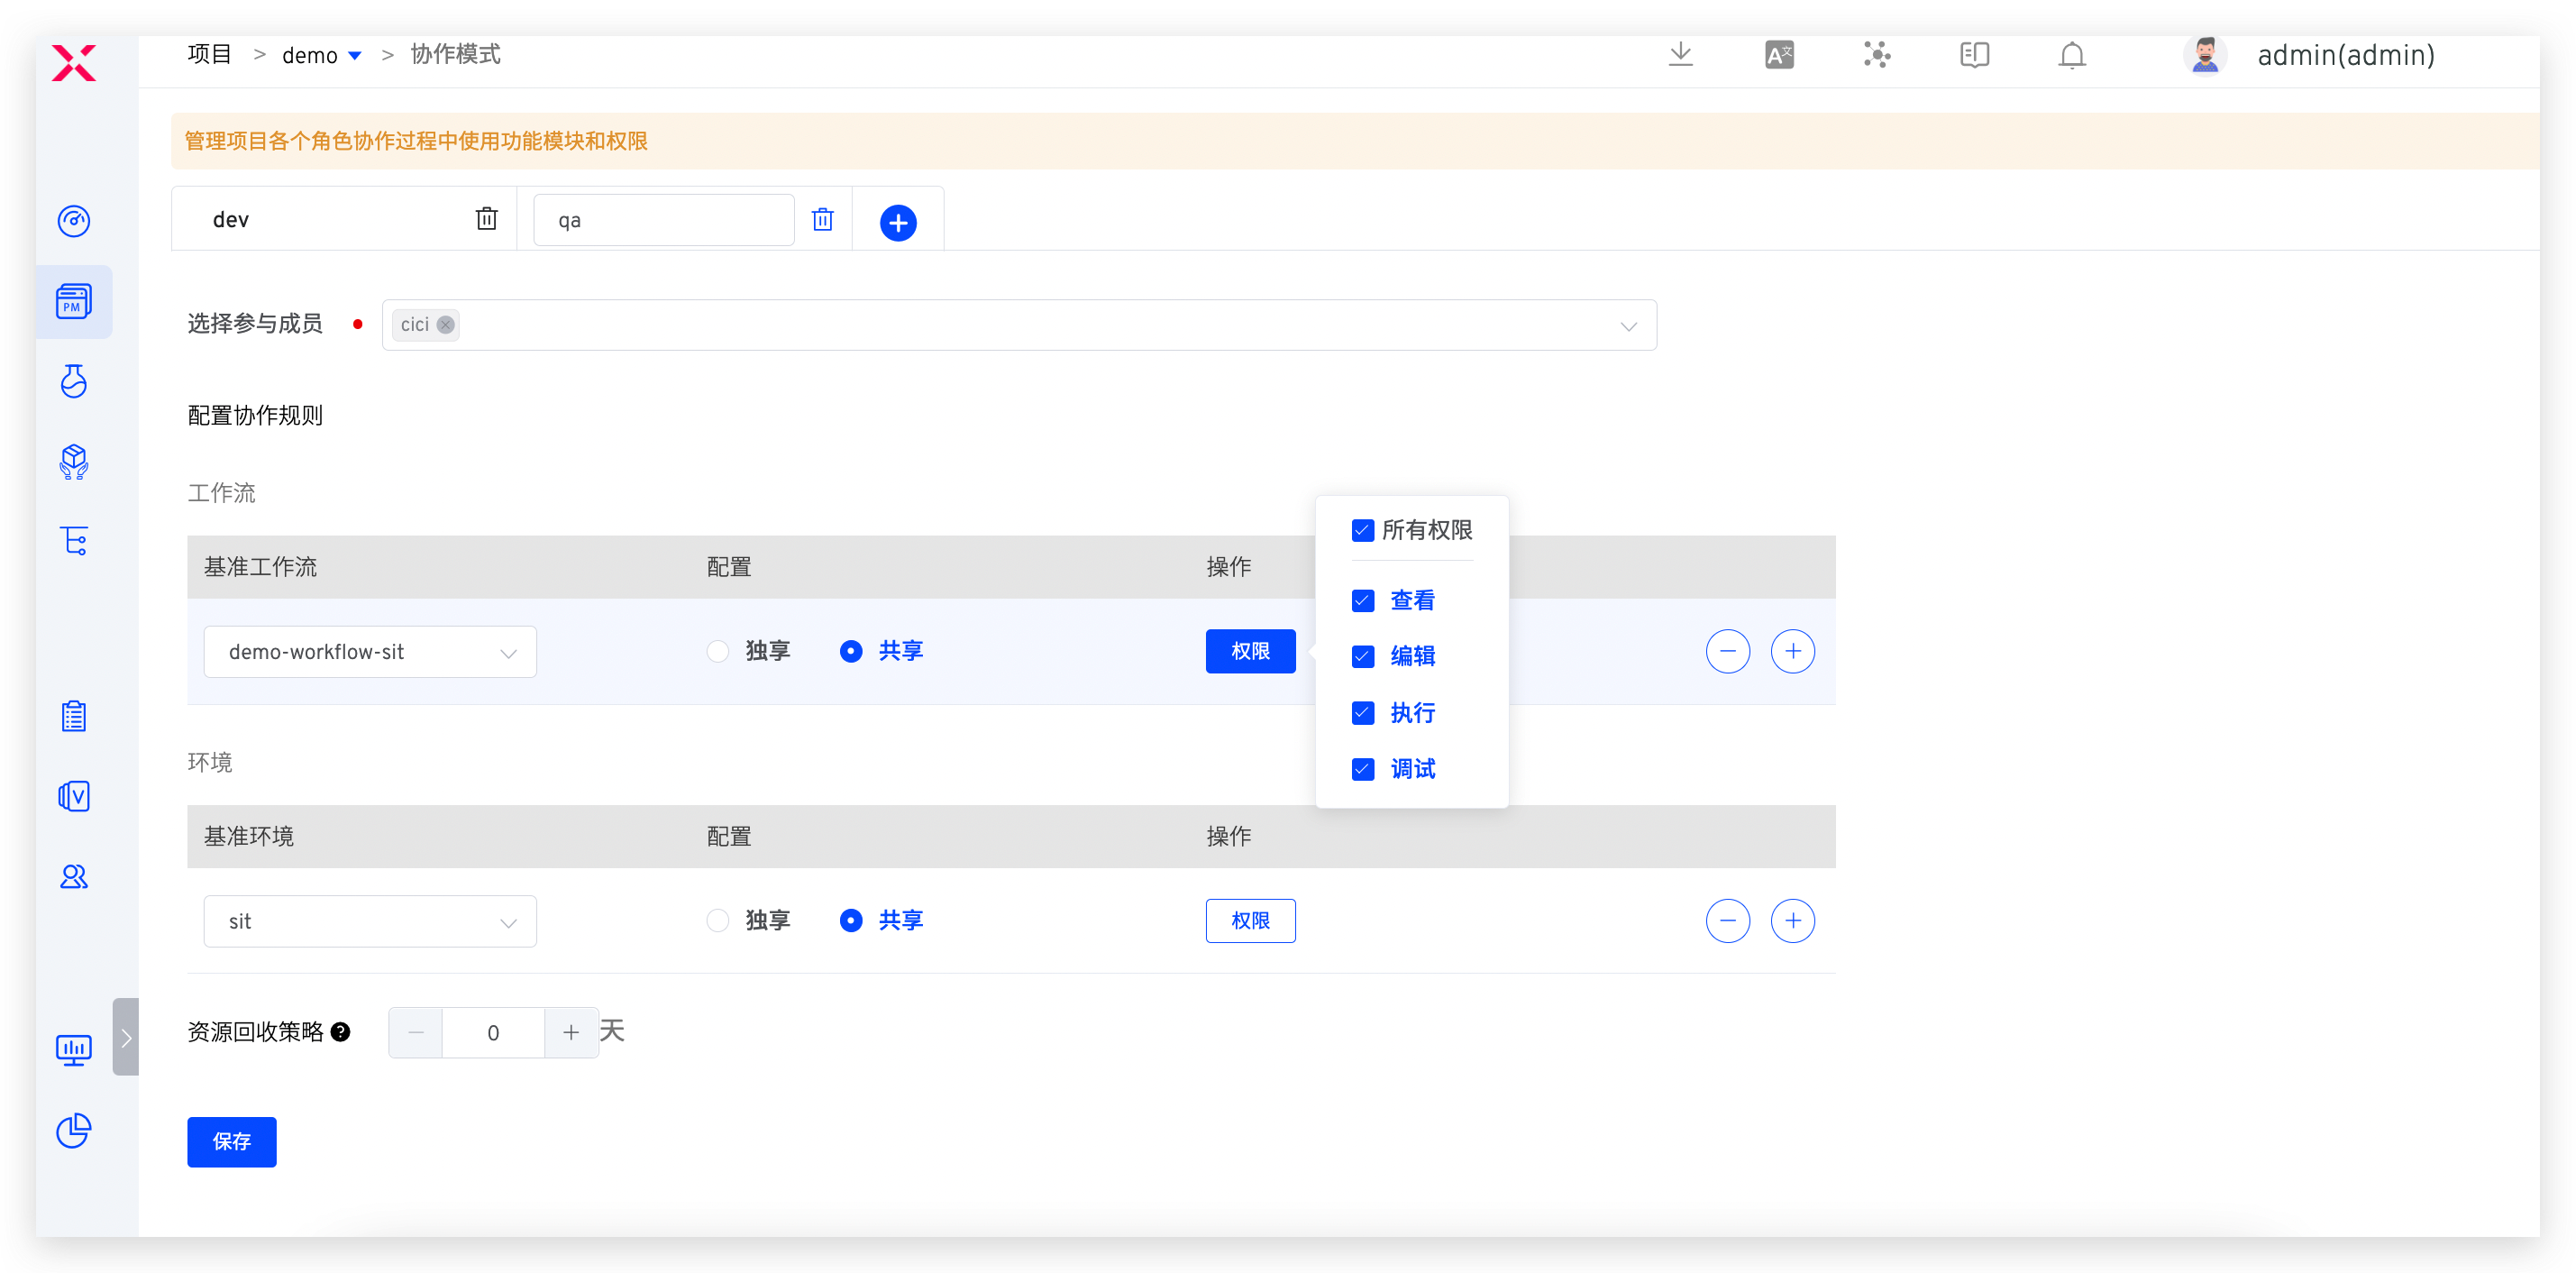 项目 > demo > 协作模式
A文
admin(admin)
管理项目各个角色协作过程中使用功能模块和权限
dev
qa
PM
选择参与成员
cici
配置协作规则
工作流
所有权限
基准工作流 配置 操作
查看
demo-workflow-sit 独享 共享 权限
编辑
执行
环境
调试
V
基准环境 配置 操作
sit 独享 共享 权限
资源回收策略 ? 0 天
保存